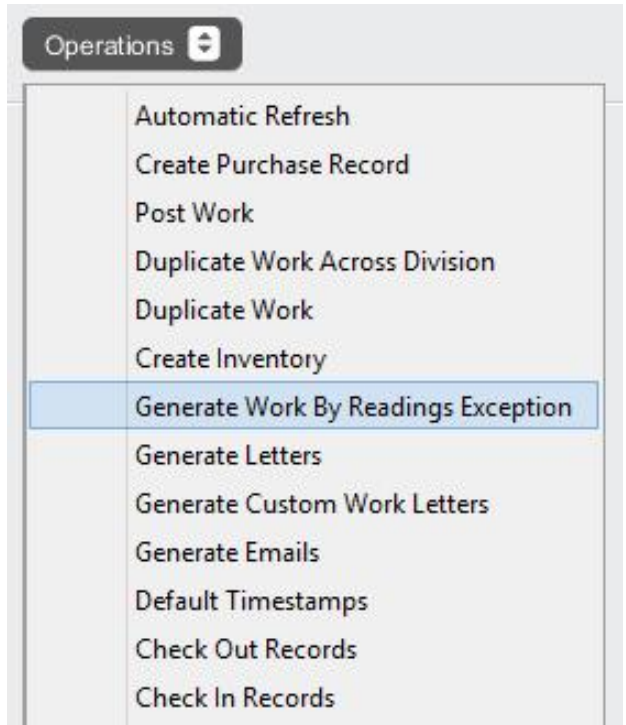 Operations
Automatic Refresh
Create Purchase Record
Post Work
Duplicate Work Across Division
Duplicate Work
Create Inventory
Generate Work By Readings Exception
Generate Letters
Generate Custom Work Letters
Generate Emails
Default Timestamps
Check Out Records
Check In Records